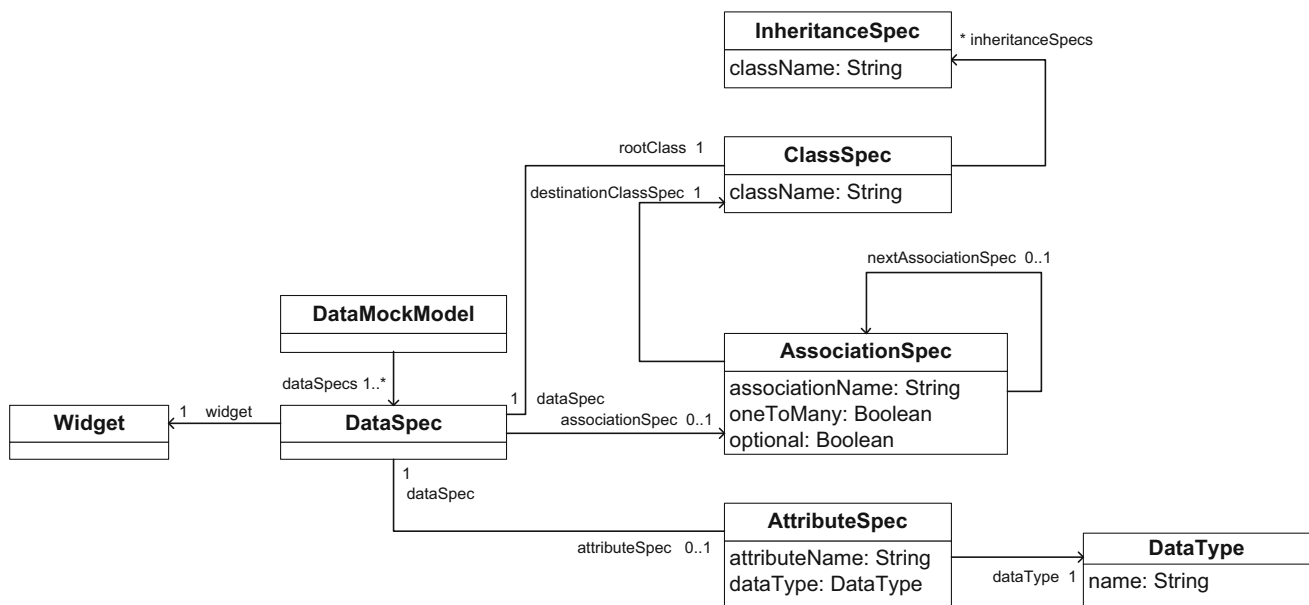 InheritanceSpec
className: String
* inheritanceSpecs
rootClass 1
ClassSpec
className: String
destinationClassSpec 1
nextAssociationSpec 0..1
DataMockModel
dataSpecs 1..*
AssociationSpec
associationName: String
oneToMany: Boolean
optional: Boolean
1 dataSpec
associationSpec 0..1
Widget
1 widget
DataSpec
1
dataSpec
attributeSpec 0..1
AttributeSpec
attributeName: String
dataType: DataType
dataType 1
DataType
name: String